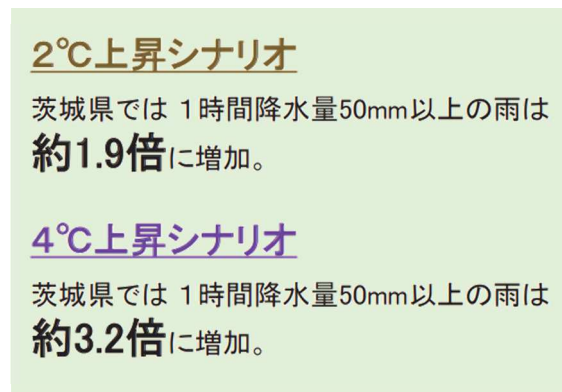 2℃上昇シナリオ
茨城県では 1時間降水量50mm以上の雨は
約1.9倍に増加。
4℃上昇シナリオ
茨城県では 1時間降水量50mm以上の雨は
約3.2倍に増加。